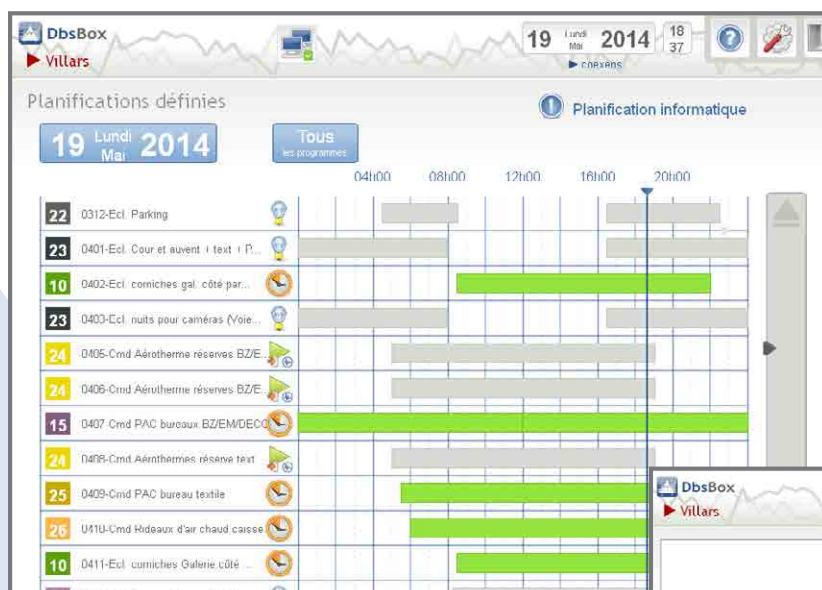 DbsBox
Villars
19 Lundi Mai 2014 18 37
coexens
Planifications définies
Planification informatique
19 Lundi Mai 2014
Tous
les programmes
04h00 08h00 12h00 16h00 20h00
22 0312-Ecl. Parking
23 0401-Ecl. Cour et auvent + text + P...
10 0402-Ecl. corniches gal. côté par...
23 0403-Ecl. nuits pour caméras (Voie...
24 0405-Cmd Aérotherme réserves BZ/E...
24 0406-Cmd Aérotherme réserves BZ/E...
15 0407-Cmd PAC bureaux BZ/EM/DECO
24 0408-Cmd Aérothermes réserve text
25 0409-Cmd PAC bureau textile
26 0410-Cmd Rideaux d'air chaud caisse
10 0411-Ecl. corniches Galerie côté ...
DbsBox
Villars